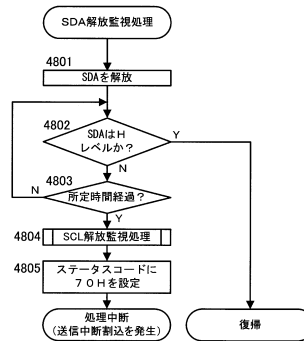 SDA解放監視処理
4801
SDAを解放
4802
SDAはH
レベルか？
Y
N
4803
N
所定時間経過？
Y
4804
SCL解放監視処理
4805
ステータスコードに
70Hを設定
処理中断
(送信中断割込を発生)
復帰